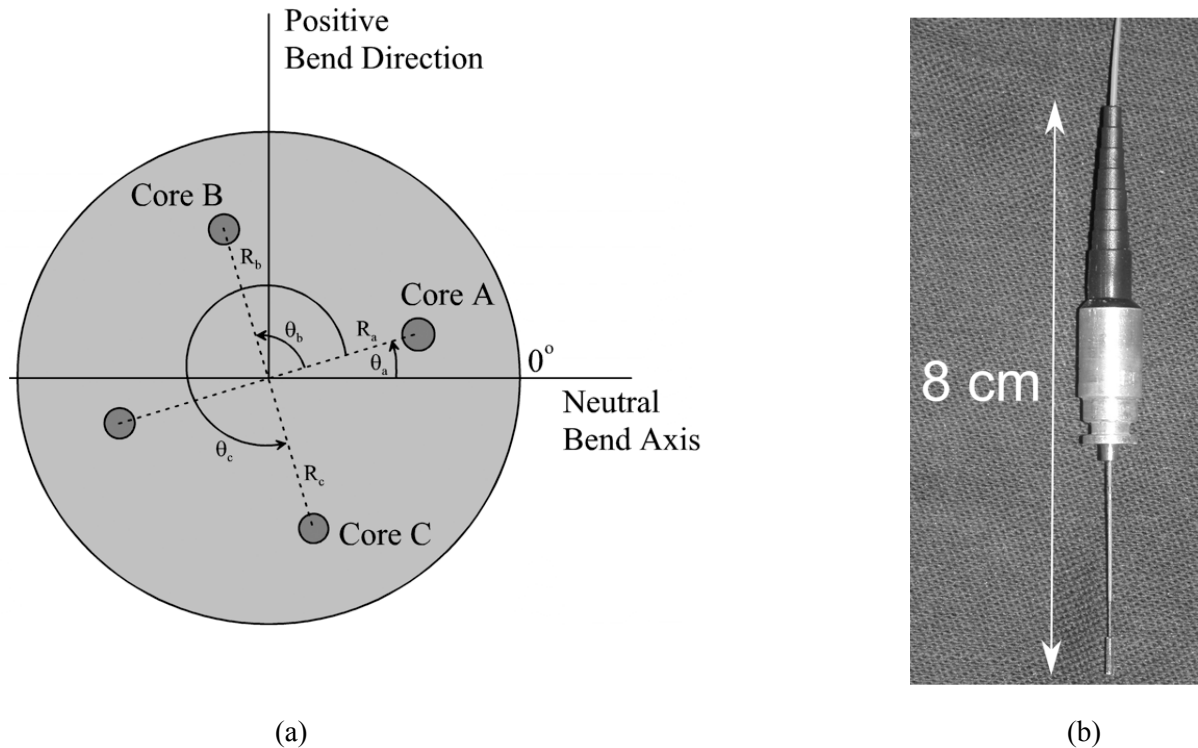 Positive
Bend Direction
Core B
R_b
Core A
θ_b
R_a
θ_a
0°
Neutral
Bend Axis
θ_c
R_c
Core C
8 cm
(a)
(b)